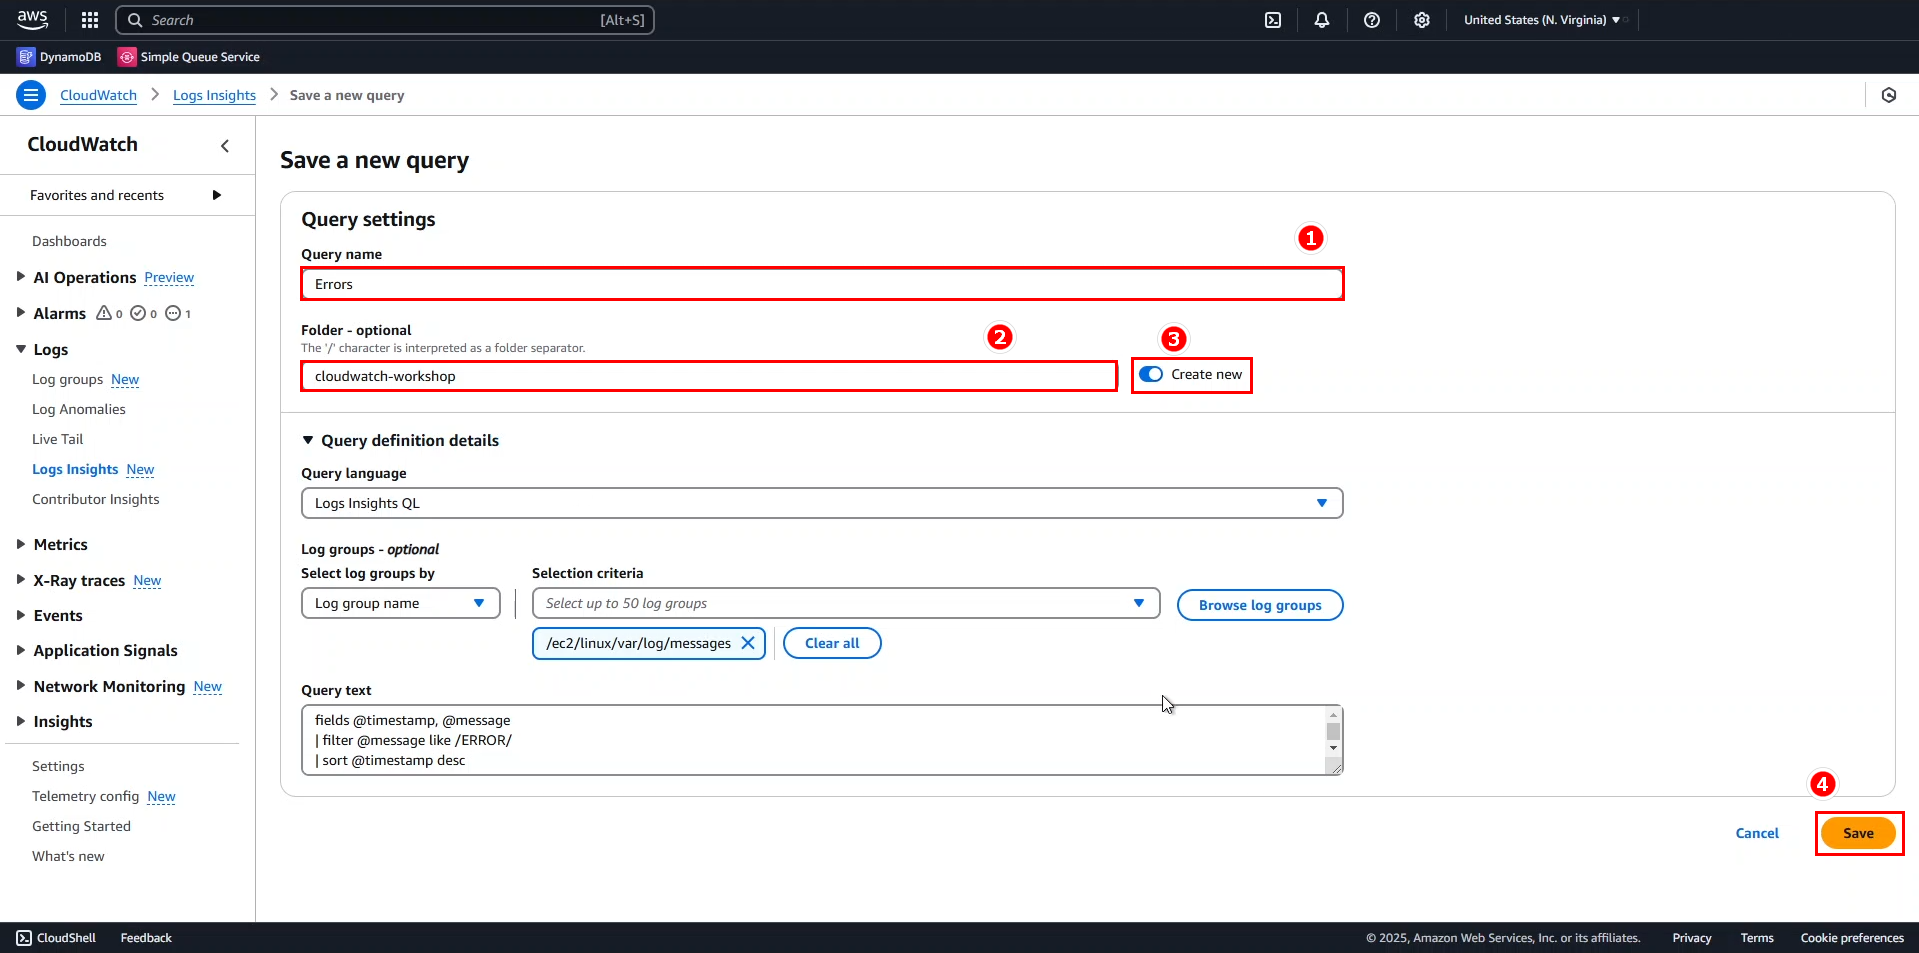 aws
Search [Alt+S]
United States (N. Virginia)
DynamoDB
Simple Queue Service
CloudWatch
Logs Insights
Save a new query
CloudWatch
Favorites and recents
Dashboards
AI Operations Preview
Alarms 0 0 1
Logs
Log groups New
Log Anomalies
Live Tail
Logs Insights New
Contributor Insights
Metrics
X-Ray traces New
Events
Application Signals
Network Monitoring New
Insights
Settings
Telemetry config New
Getting Started
What's new
Save a new query
Query settings
1
Query name
Errors
Folder - optional
2
3
The '/' character is interpreted as a folder separator.
cloudwatch-workshop
Create new
Query definition details
Query language
Logs Insights QL
Log groups - optional
Select log groups by
Selection criteria
Log group name
Select up to 50 log groups
Browse log groups
/ec2/linux/var/log/messages
Clear all
Query text
fields @timestamp, @message
| filter @message like /ERROR/
| sort @timestamp desc
4
Cancel
Save
CloudShell
Feedback
© 2025, Amazon Web Services, Inc. or its affiliates.
Privacy
Terms
Cookie preferences